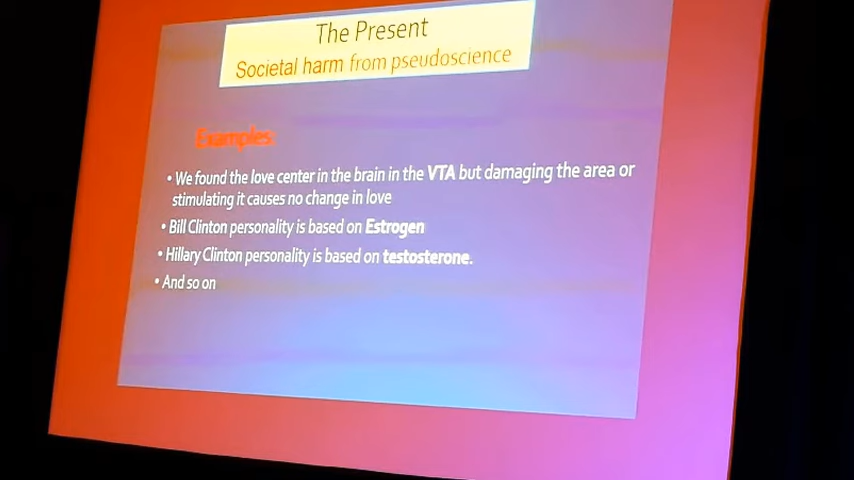 The Present
Societal harm from pseudoscience
Examples:
• We found the love center in the brain in the VTA but damaging the area or
stimulating it causes no change in love
• Bill Clinton personality is based on Estrogen
• Hillary Clinton personality is based on testosterone.
• And so on